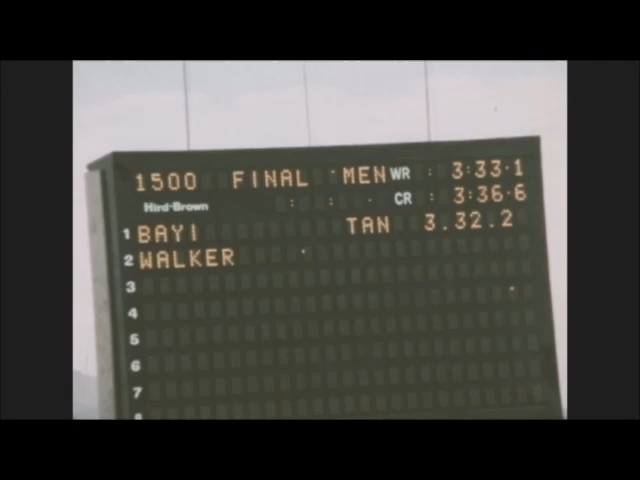 1500 FINAL MEN WR : 3:33·1
Hird-Brown : : · CR : 3:36·6
1 BAYI TAN 3.32.2
2 WALKER
3
4
5
6
7
8